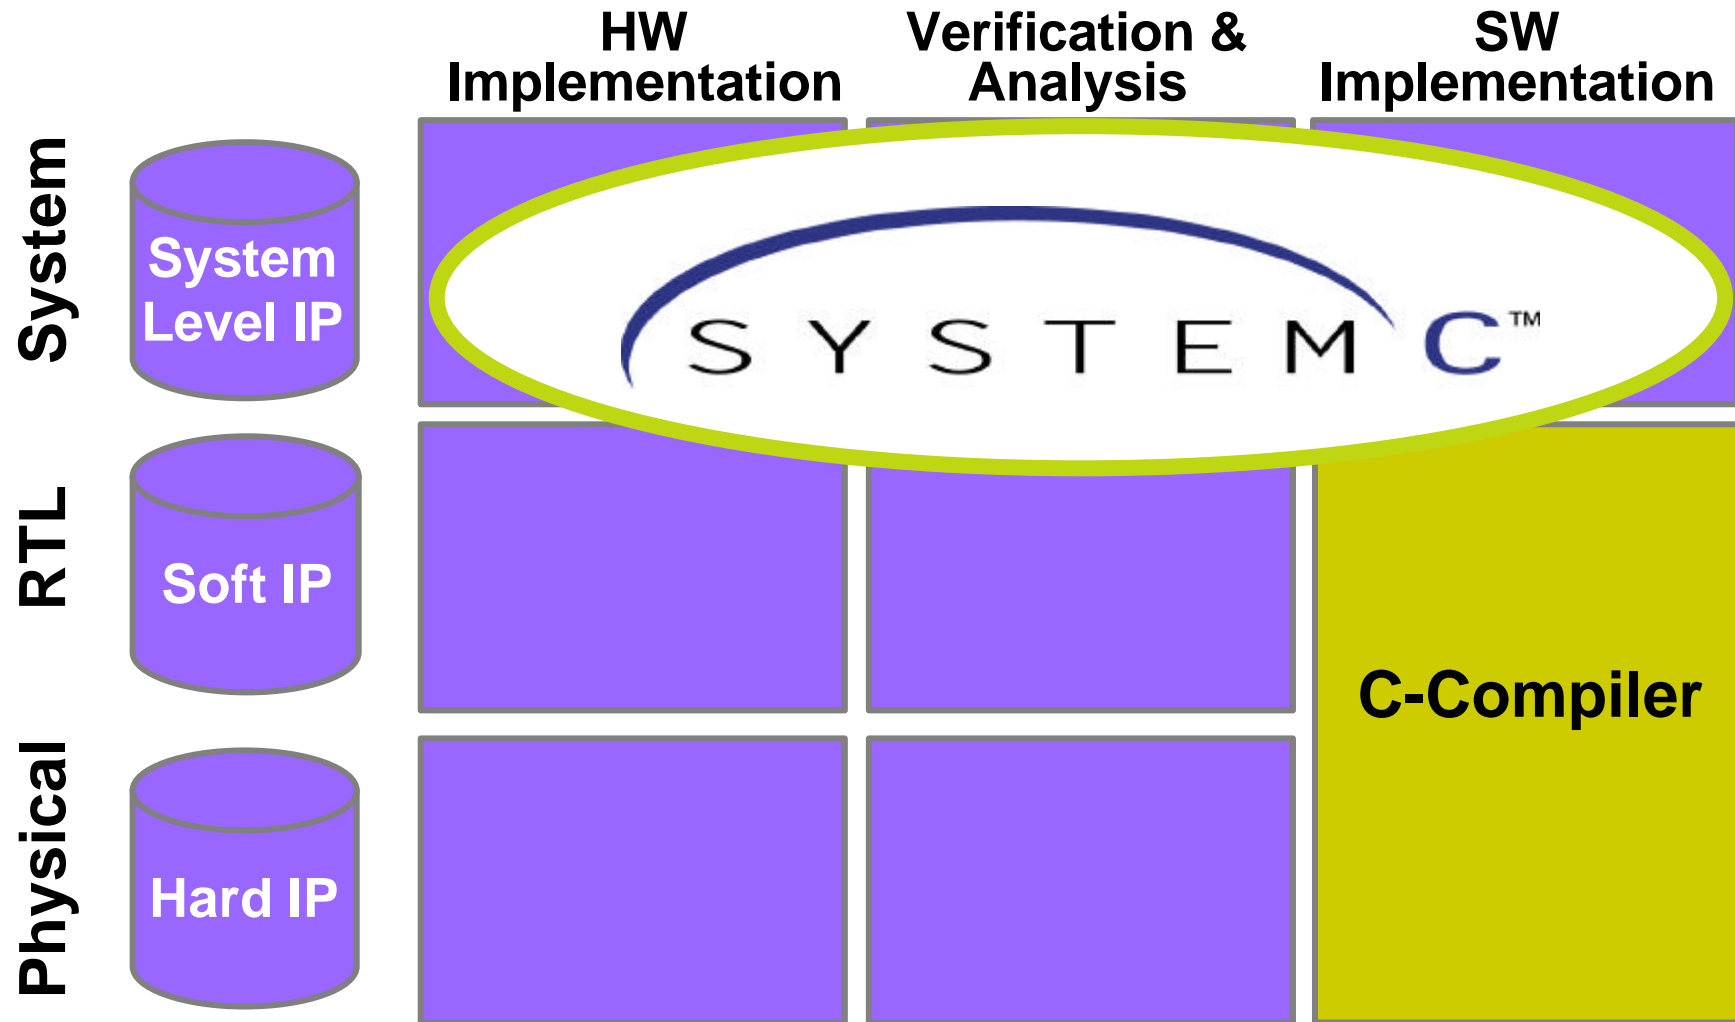 HW
Implementation
Verification &
Analysis
SW
Implementation
System
System
Level IP
SYSTEM C™
RTL
Soft IP
C-Compiler
Physical
Hard IP